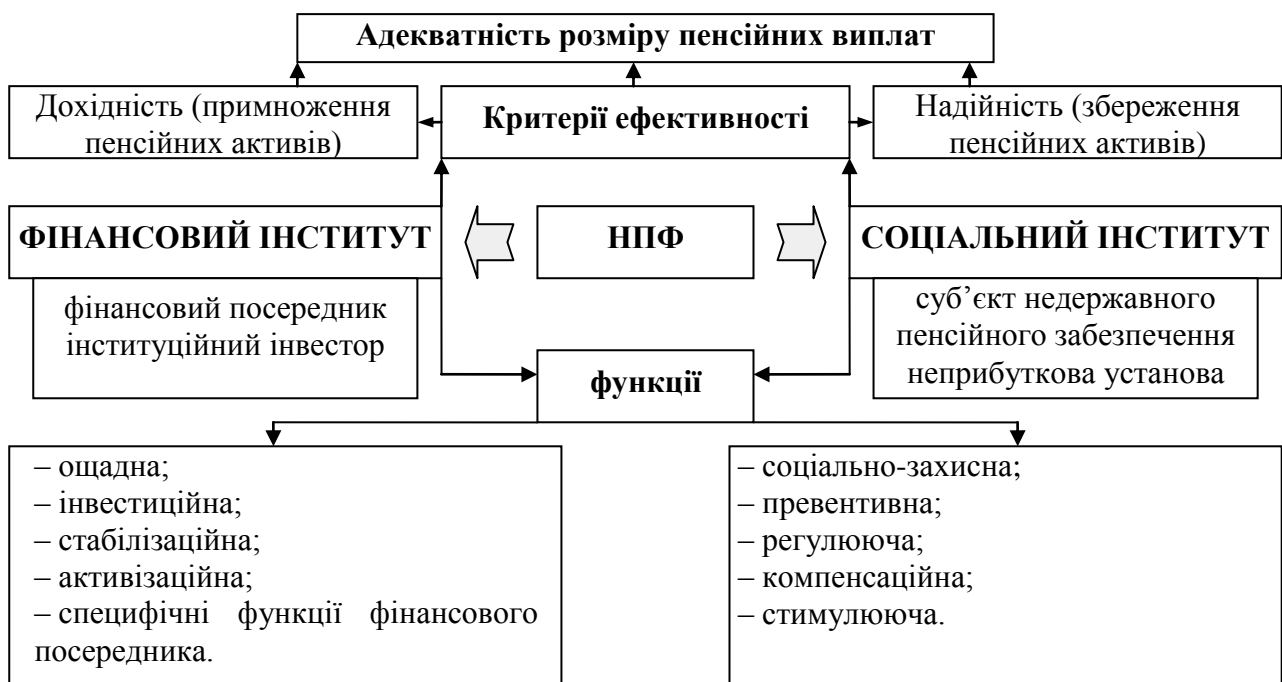 Адекватність розміру пенсійних виплат
Дохідність (примноження
пенсійних активів)
Критерії ефективності
Надійність (збереження
пенсійних активів)
ФІНАНСОВИЙ ІНСТИТУТ
НПФ
СОЦІАЛЬНИЙ ІНСТИТУТ
фінансовий посередник
інституційний інвестор
суб’єкт недержавного
пенсійного забезпечення
неприбуткова установа
функції
– ощадна;
– інвестиційна;
– стабілізаційна;
– активізаційна;
– специфічні функції фінансового
посередника.
– соціально-захисна;
– превентивна;
– регулююча;
– компенсаційна;
– стимулююча.